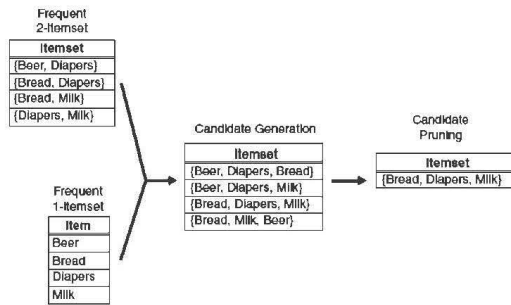 Frequent
2-Itemset
Itemset
{Beer, Diapers}
{Bread, Diapers}
{Bread, Milk}
{Diapers, Milk}
Frequent
1-Itemset
Item
Beer
Bread
Diapers
Milk
Candidate Generation
Itemset
{Beer, Diapers, Bread}
{Beer, Diapers, Milk}
{Bread, Diapers, Milk}
{Bread, Milk, Beer}
Candidate
Pruning
Itemset
{Bread, Diapers, Milk}